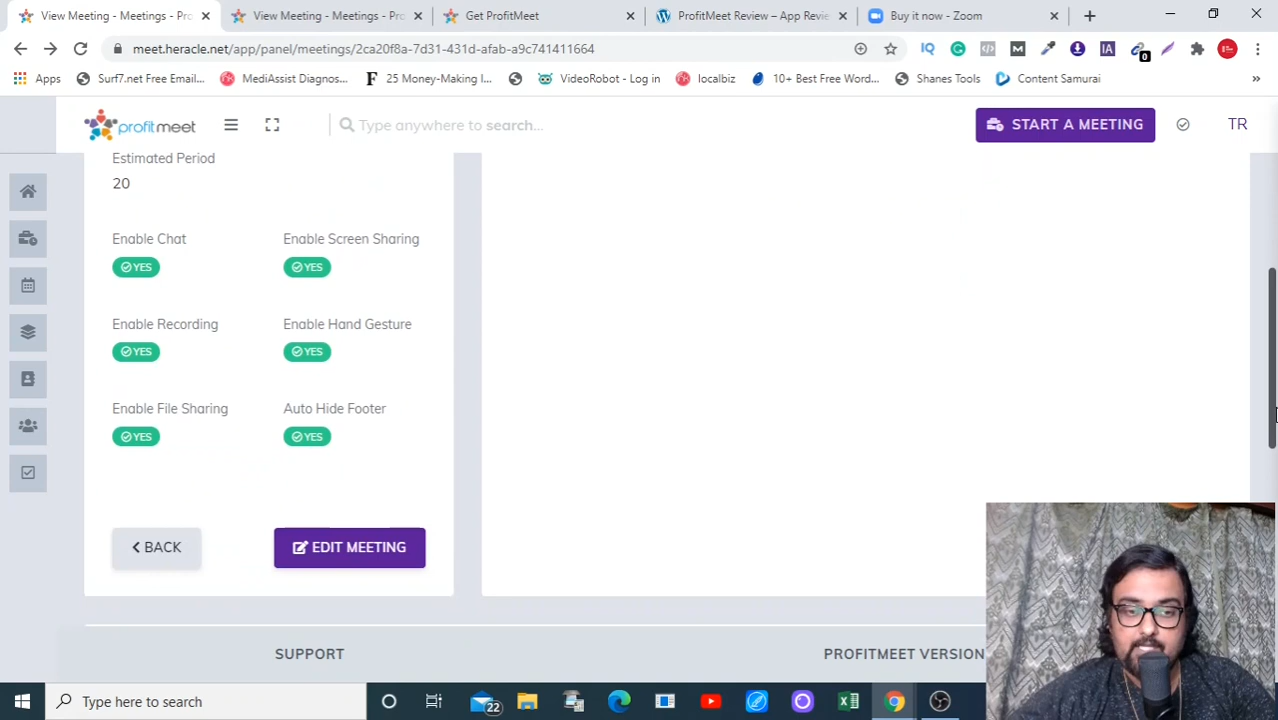 View Meeting - Meetings - Pro
View Meeting - Meetings - Pro
Get ProfitMeet
ProfitMeet Review – App Revie
Buy it now - Zoom
meet.heracle.net/app/panel/meetings/2ca20f8a-7d31-431d-afab-a9c741411664
Apps
Surf7.net Free Email...
MediAssist Diagnos...
25 Money-Making I...
VideoRobot - Log in
localbiz
10+ Best Free Word...
Shanes Tools
Content Samurai
profitmeet
Type anywhere to search...
START A MEETING
TR
Estimated Period
20
Enable Chat
Enable Screen Sharing
YES
YES
Enable Recording
Enable Hand Gesture
YES
YES
Enable File Sharing
Auto Hide Footer
YES
YES
BACK
EDIT MEETING
SUPPORT
PROFITMEET VERSION
Type here to search
22